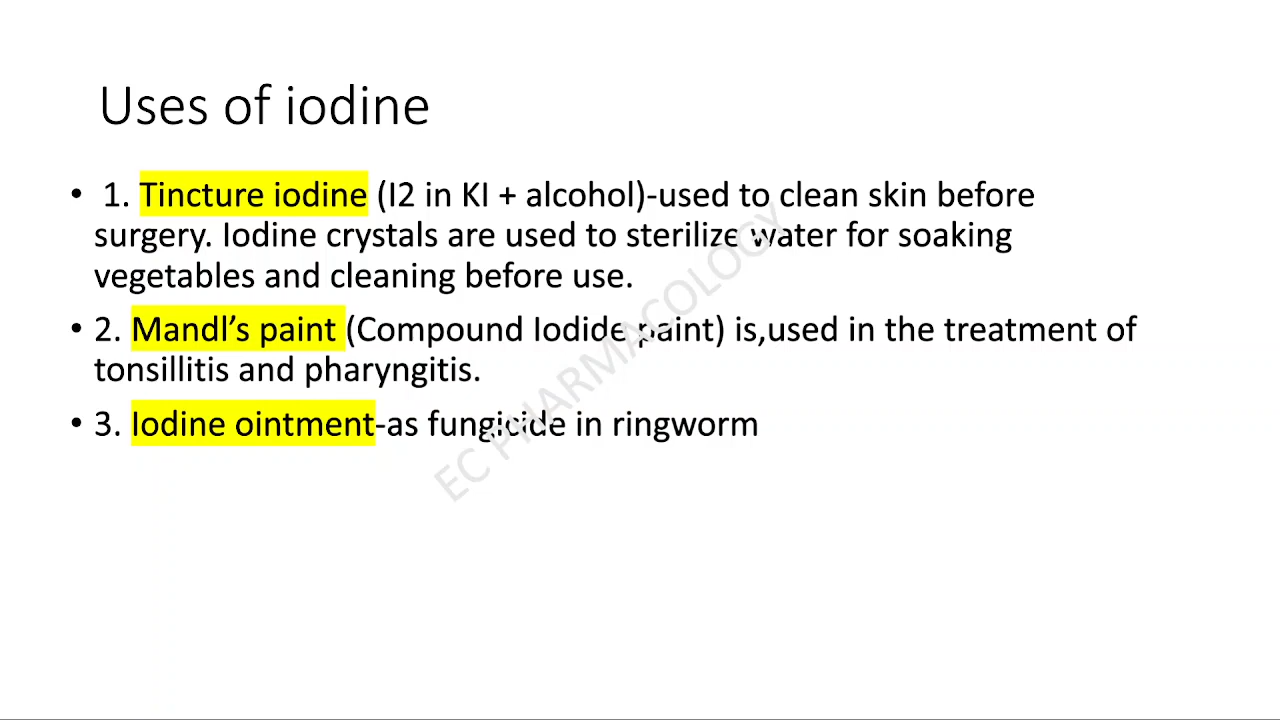 Uses of iodine
• 1. Tincture iodine (I2 in KI + alcohol)-used to clean skin before
surgery. Iodine crystals are used to sterilize water for soaking
vegetables and cleaning before use.
• 2. Mandl’s paint (Compound Iodide paint) is,used in the treatment of
tonsillitis and pharyngitis.
• 3. Iodine ointment-as fungicide in ringworm
EC PHARMACOLOGY